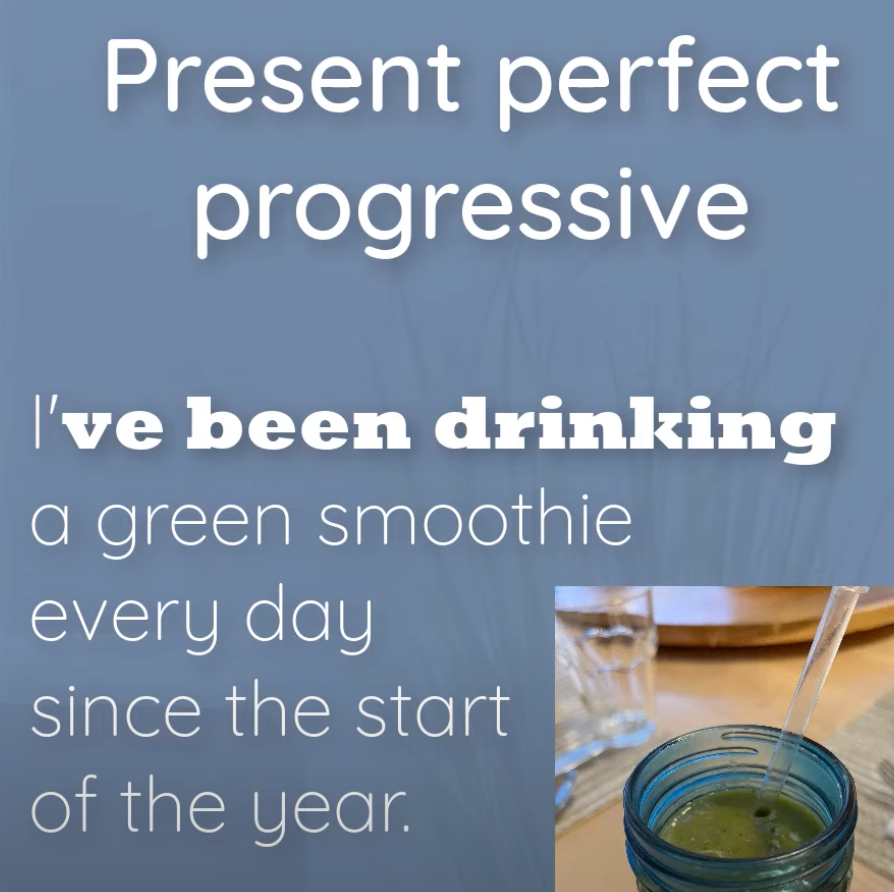 Present perfect
progressive
I've been drinking
a green smoothie
every day
since the start
of the year.